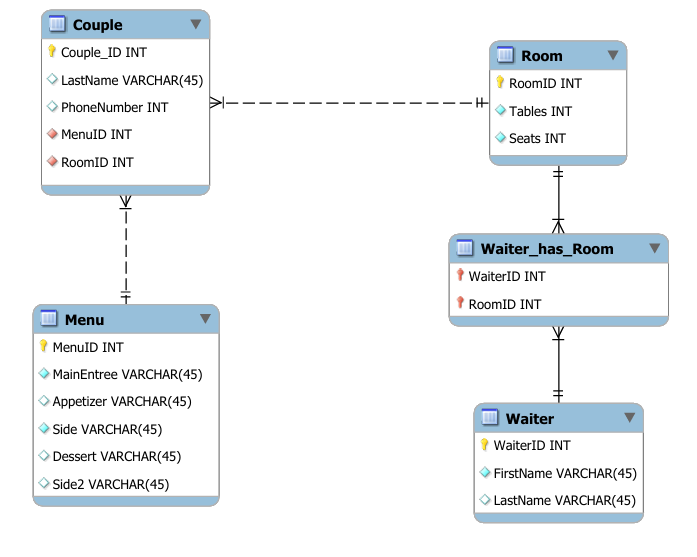 Couple
Couple_ID INT
LastName VARCHAR(45)
PhoneNumber INT
MenuID INT
RoomID INT
Room
RoomID INT
Tables INT
Seats INT
Waiter_has_Room
WaiterID INT
RoomID INT
Menu
MenuID INT
MainEntree VARCHAR(45)
Appetizer VARCHAR(45)
Side VARCHAR(45)
Dessert VARCHAR(45)
Side2 VARCHAR(45)
Waiter
WaiterID INT
FirstName VARCHAR(45)
LastName VARCHAR(45)